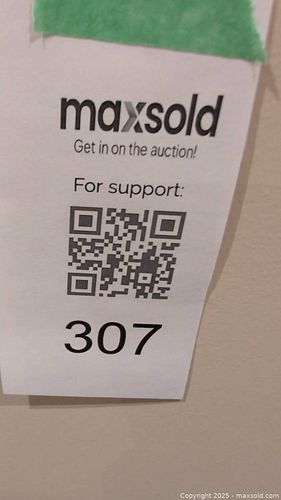 maxsold
Get in on the auction!
For support:
307
Copyright 2025 - maxsold.com